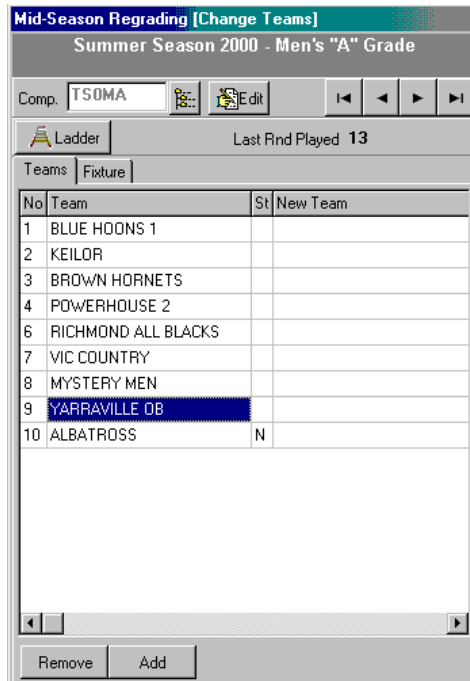 Mid-Season Regrading [Change Teams]
Summer Season 2000 - Men's "A" Grade
Comp. TSOMA Edit
Ladder Last Rnd Played 13
Teams Fixture
No Team St New Team
1 BLUE HOONS 1
2 KEILOR
3 BROWN HORNETS
4 POWERHOUSE 2
6 RICHMOND ALL BLACKS
7 VIC COUNTRY
8 MYSTERY MEN
9 YARRAVILLE OB
10 ALBATROSS N
Remove Add